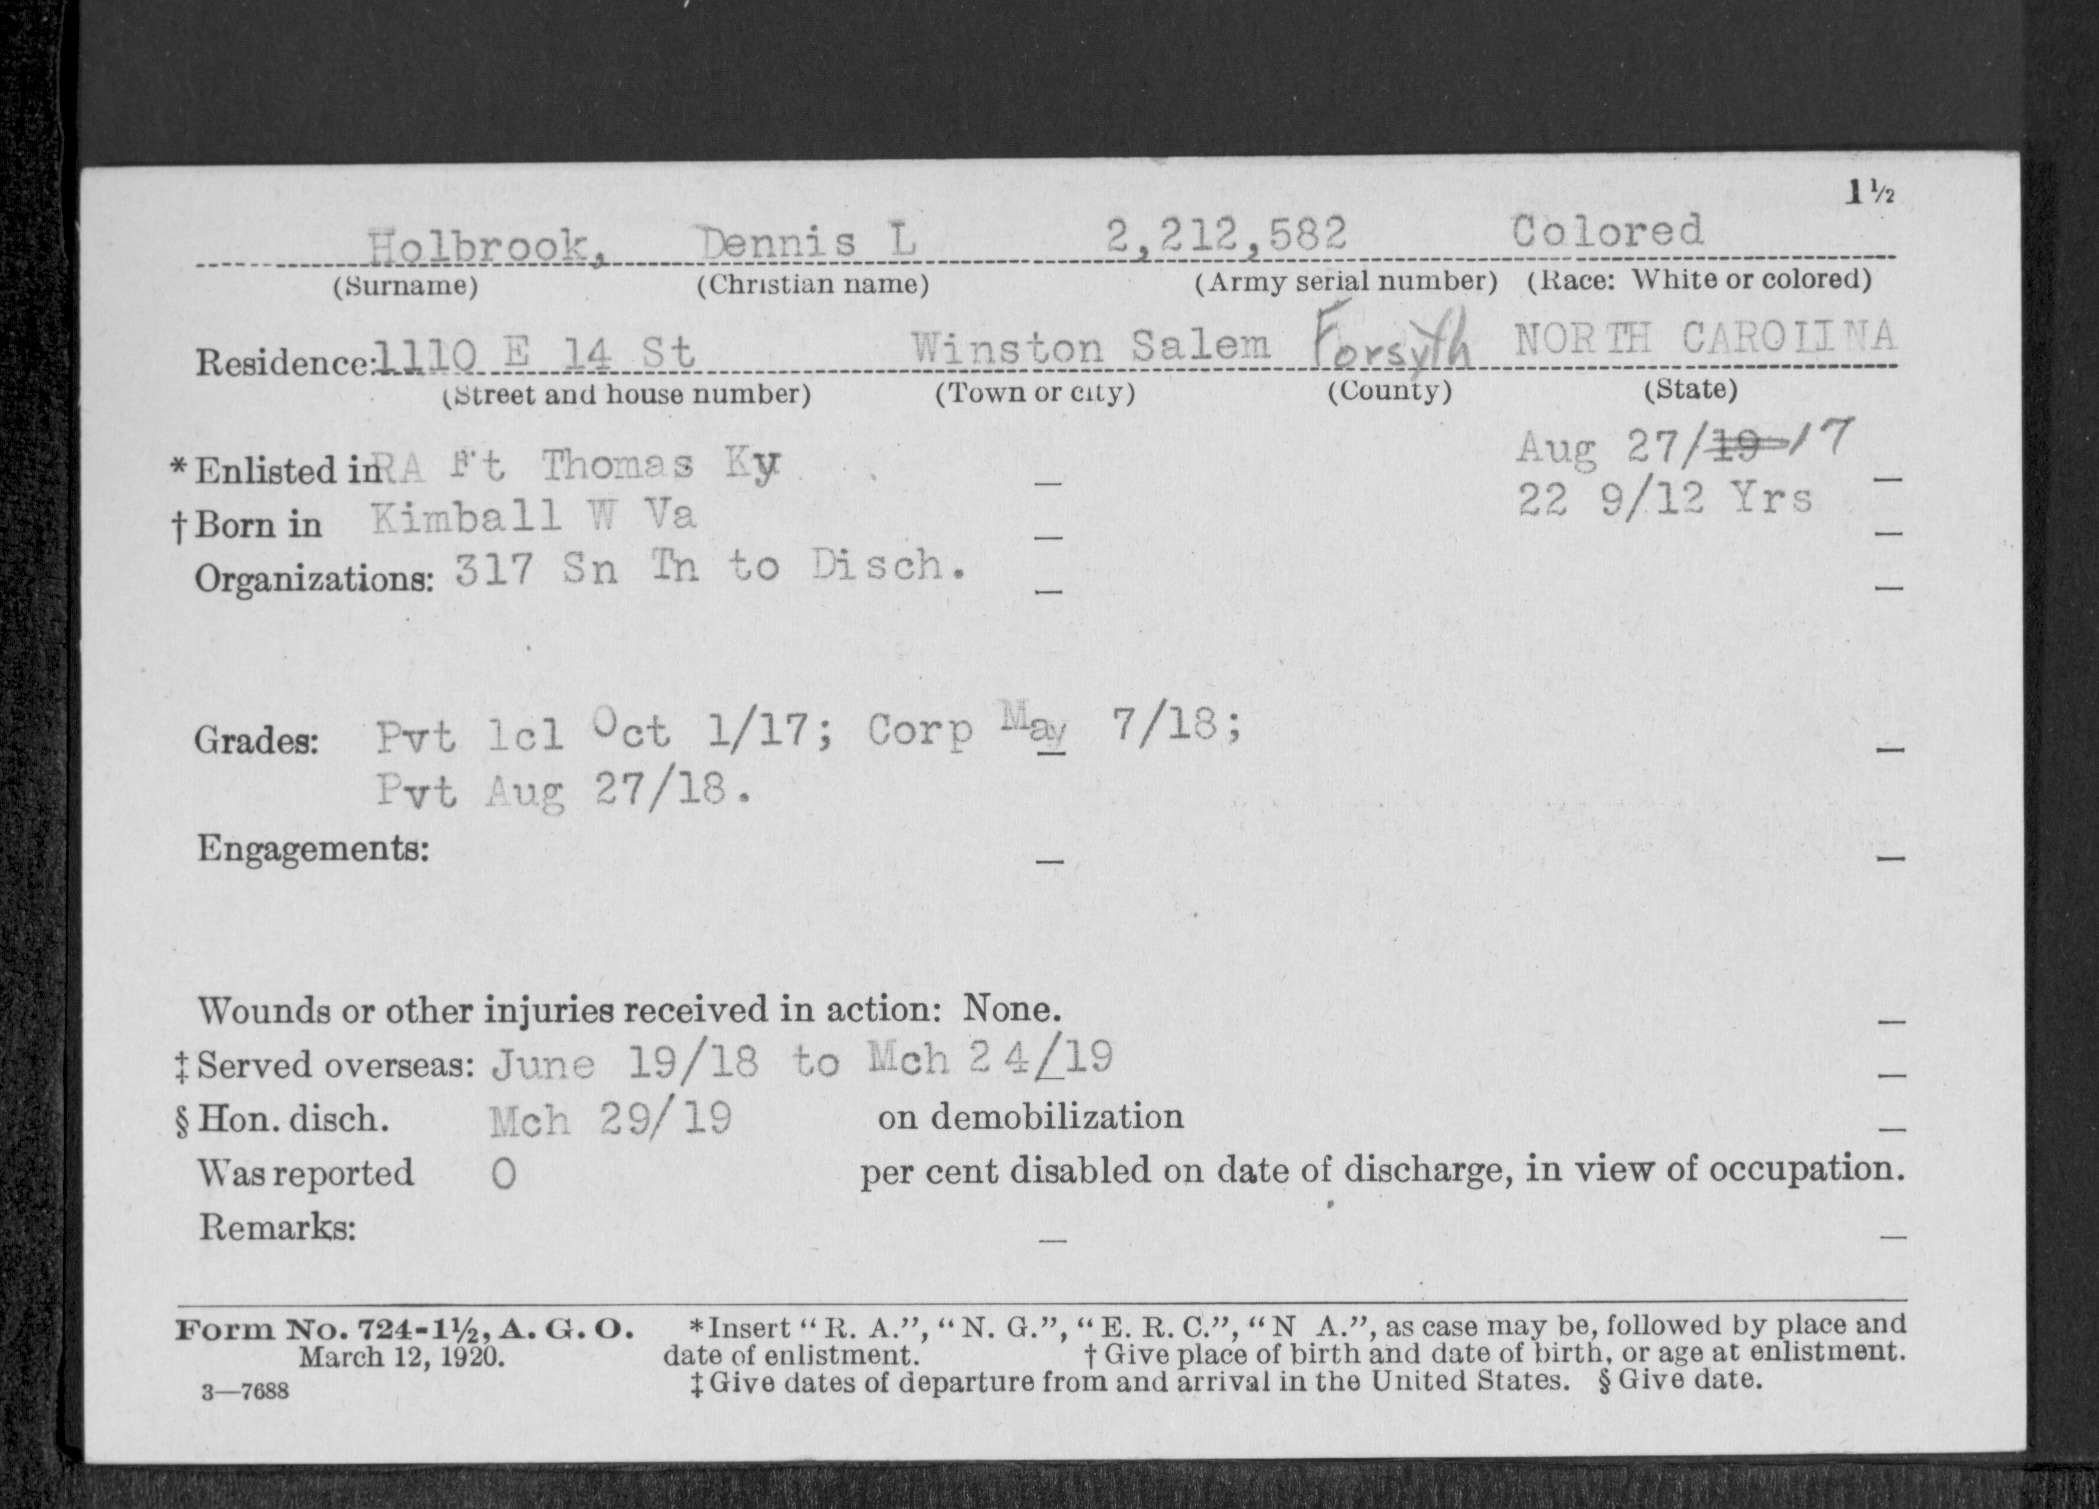 1½
Holbrook, Dennis L 2,212,582 Colored
(Surname) (Christian name) (Army serial number) (Race: White or colored)
Residence: 1110 E 14 St Winston Salem Forsyth NORTH CAROLINA
(Street and house number) (Town or city) (County) (State)
* Enlisted in RA Ft Thomas Ky — Aug 27/19 17 —
† Born in Kimball W Va — 22 9/12 Yrs —
Organizations: 317 Sn Tn to Disch. — —
Grades: Pvt 1cl Oct 1/17; Corp May 7/18; —
Pvt Aug 27/18.
Engagements: — —
Wounds or other injuries received in action: None. —
‡ Served overseas: June 19/18 to Mch 24/19 —
§ Hon. disch. Mch 29/19 on demobilization —
Was reported 0 per cent disabled on date of discharge, in view of occupation.
Remarks: — —
Form No. 724-1½, A. G. O. * Insert “R. A.”, “N. G.”, “E. R. C.”, “N A.”, as case may be, followed by place and
March 12, 1920. date of enlistment. † Give place of birth and date of birth, or age at enlistment.
3—7688 ‡ Give dates of departure from and arrival in the United States. § Give date.